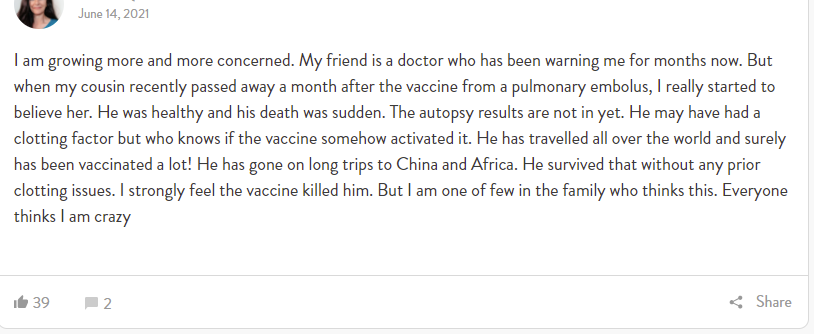 June 14, 2021
I am growing more and more concerned. My friend is a doctor who has been warning me for months now. But
when my cousin recently passed away a month after the vaccine from a pulmonary embolus, I really started to
believe her. He was healthy and his death was sudden. The autopsy results are not in yet. He may have had a
clotting factor but who knows if the vaccine somehow activated it. He has travelled all over the world and surely
has been vaccinated a lot! He has gone on long trips to China and Africa. He survived that without any prior
clotting issues. I strongly feel the vaccine killed him. But I am one of few in the family who thinks this. Everyone
thinks I am crazy
39 2 Share